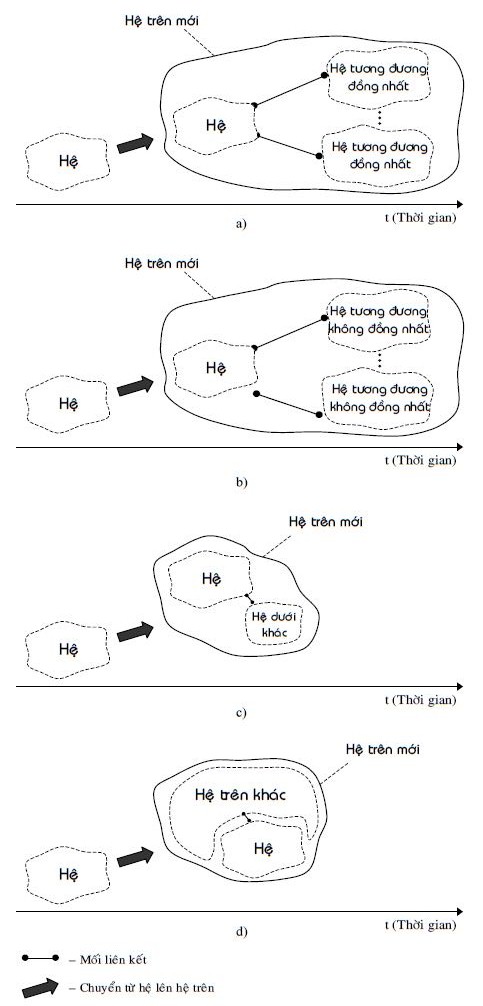 Hệ trên mới
Hệ tương đương
đồng nhất
Hệ
Hệ tương đương
đồng nhất
Hệ
t (Thời gian)
a)
Hệ trên mới
Hệ tương đương
không đồng nhất
Hệ
Hệ tương đương
không đồng nhất
Hệ
t (Thời gian)
b)
Hệ trên mới
Hệ
Hệ dưới
khác
Hệ
t (Thời gian)
c)
Hệ trên mới
Hệ trên khác
Hệ
Hệ
t (Thời gian)
d)
– Mối liên kết
– Chuyển từ hệ lên hệ trên